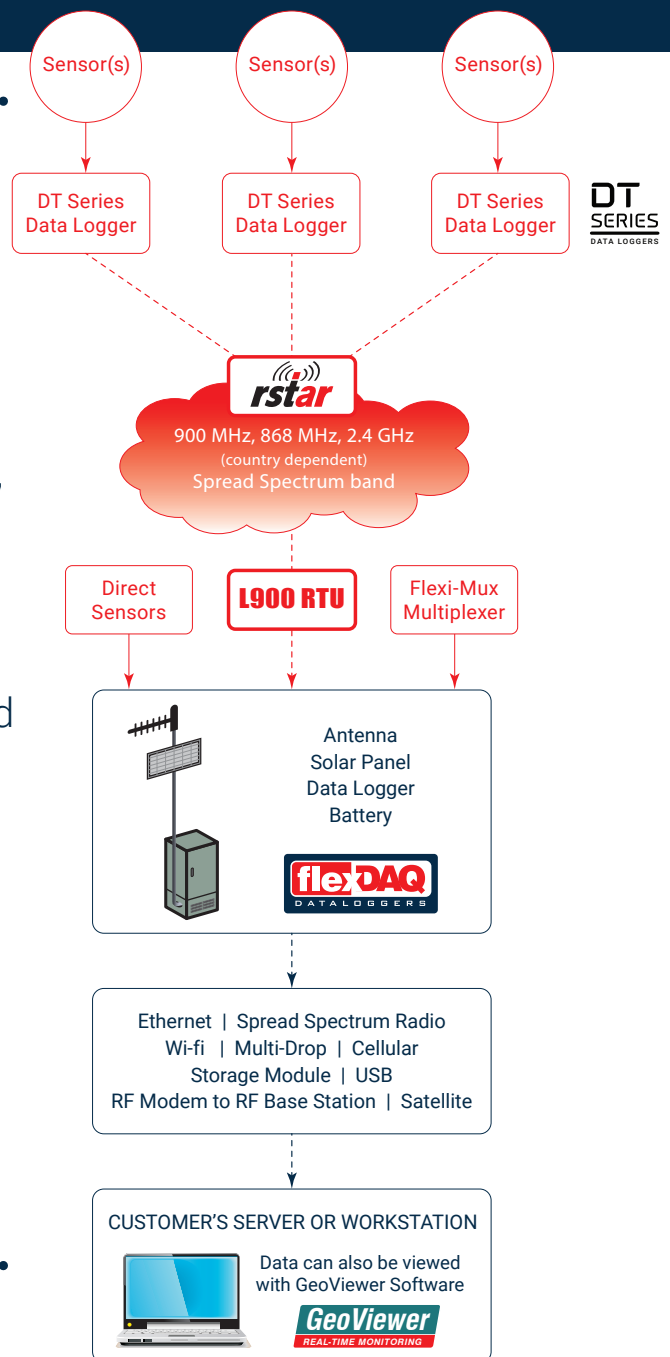 Sensor(s) Sensor(s) Sensor(s)
DT Series
Data Logger
DT Series
Data Logger
DT Series
Data Logger
DT
SERIES
DATA LOGGERS
rstar
900 MHz, 868 MHz, 2.4 GHz
(country dependent)
Spread Spectrum band
Direct
Sensors
L900 RTU
Flexi-Mux
Multiplexer
d
Antenna
Solar Panel
Data Logger
Battery
flexDAQ
DATALOGGERS
Ethernet | Spread Spectrum Radio
Wi-fi | Multi-Drop | Cellular
Storage Module | USB
RF Modem to RF Base Station | Satellite
CUSTOMER'S SERVER OR WORKSTATION
Data can also be viewed
with GeoViewer Software
GeoViewer
REAL-TIME MONITORING